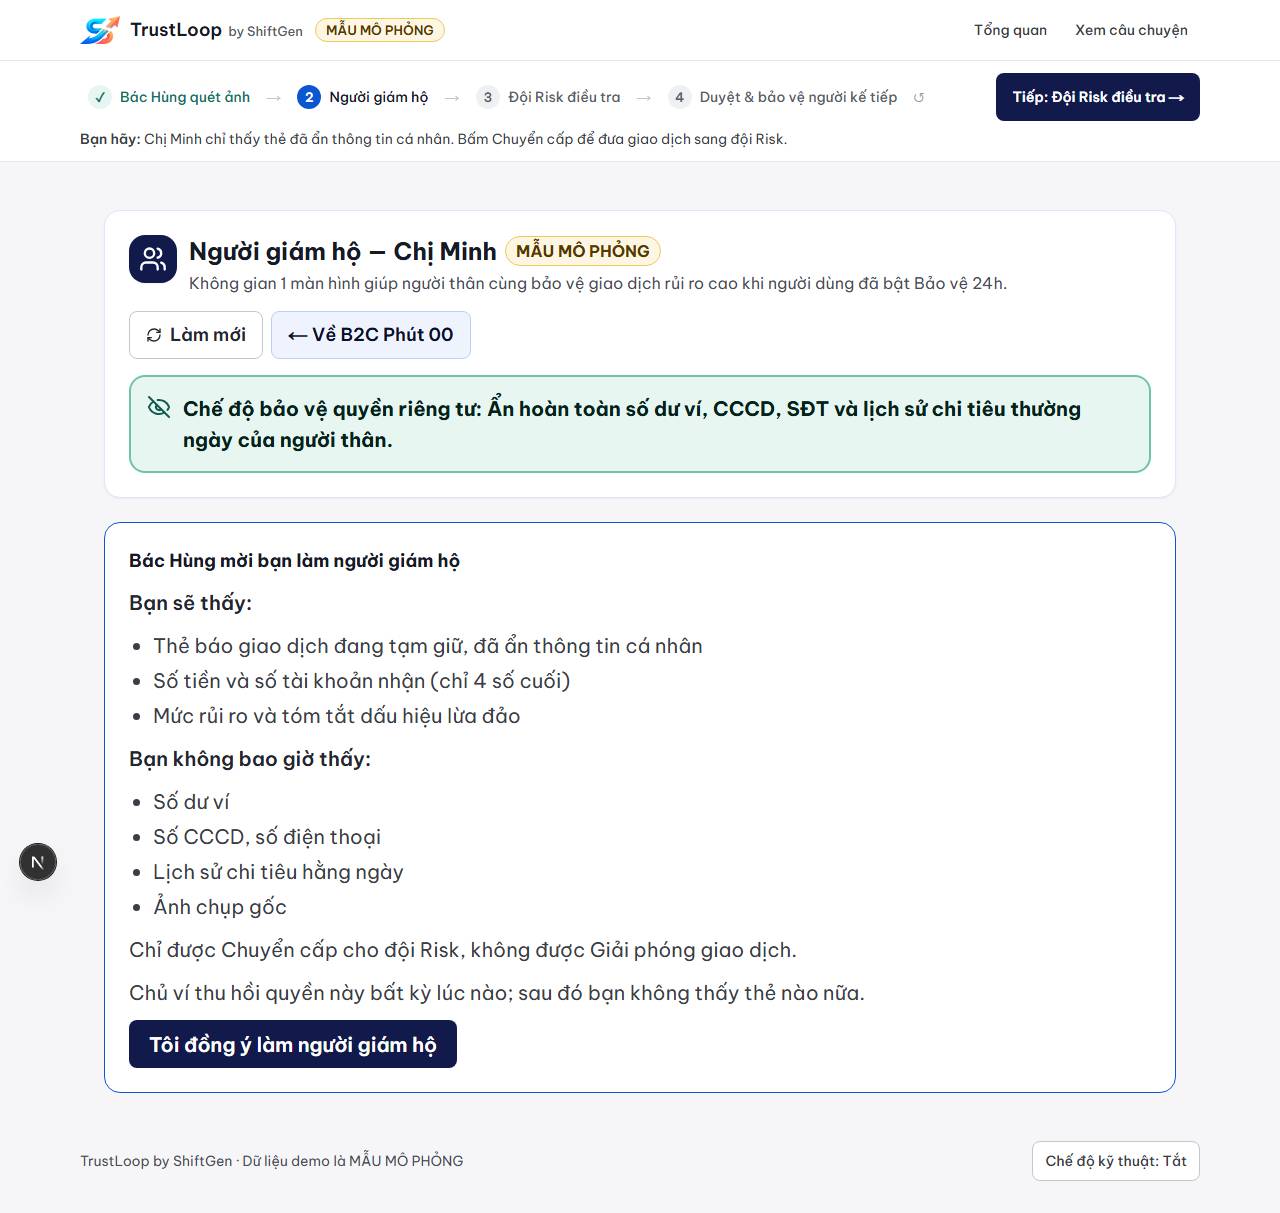 TrustLoop by ShiftGen MẪU MÔ PHỎNG Tổng quan Xem câu chuyện
✓ Bác Hùng quét ảnh → 2 Người giám hộ → 3 Đội Risk điều tra → 4 Duyệt & bảo vệ người kế tiếp ↺ Tiếp: Đội Risk điều tra →
Bạn hãy: Chị Minh chỉ thấy thẻ đã ẩn thông tin cá nhân. Bấm Chuyển cấp để đưa giao dịch sang đội Risk.
Người giám hộ — Chị Minh MẪU MÔ PHỎNG
Không gian 1 màn hình giúp người thân cùng bảo vệ giao dịch rủi ro cao khi người dùng đã bật Bảo vệ 24h.
Làm mới ← Về B2C Phút 00
Chế độ bảo vệ quyền riêng tư: Ẩn hoàn toàn số dư ví, CCCD, SĐT và lịch sử chi tiêu thường
ngày của người thân.
Bác Hùng mời bạn làm người giám hộ
Bạn sẽ thấy:
• Thẻ báo giao dịch đang tạm giữ, đã ẩn thông tin cá nhân
• Số tiền và số tài khoản nhận (chỉ 4 số cuối)
• Mức rủi ro và tóm tắt dấu hiệu lừa đảo
Bạn không bao giờ thấy:
• Số dư ví
• Số CCCD, số điện thoại
• Lịch sử chi tiêu hằng ngày
• Ảnh chụp gốc
N
Chỉ được Chuyển cấp cho đội Risk, không được Giải phóng giao dịch.
Chủ ví thu hồi quyền này bất kỳ lúc nào; sau đó bạn không thấy thẻ nào nữa.
Tôi đồng ý làm người giám hộ
TrustLoop by ShiftGen · Dữ liệu demo là MẪU MÔ PHỎNG Chế độ kỹ thuật: Tắt